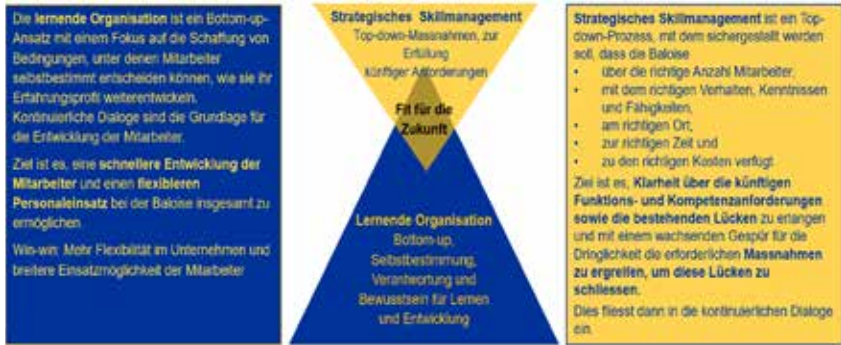 Die lernende Organisation ist ein Bottom-up-
Ansatz mit einem Fokus auf die Schaffung von
Bedingungen, unter denen Mitarbeiter
selbstbestimmt entscheiden können, wie sie ihr
Erfahrungsprofil weiterentwickeln.
Kontinuierliche Dialoge sind die Grundlage für
die Entwicklung der Mitarbeiter.
Ziel ist es, eine schnellere Entwicklung der
Mitarbeiter und einen flexibleren
Personaleinsatz bei der Baloise insgesamt zu
ermöglichen
Win-win: Mehr Flexibilität im Unternehmen und
breitere Einsatzmöglichkeit der Mitarbeiter
Strategisches Skillmanagement
Top-down-Massnahmen, zur
Erfüllung
künftiger Anforderungen
Fit für die
Zukunft
Lernende Organisation
Bottom-up,
Selbstbestimmung,
Verantwortung und
Bewusstsein für Lernen
und Entwicklung
Strategisches Skillmanagement ist ein Top-
down-Prozess, mit dem sichergestellt werden
soll, dass die Baloise
• über die richtige Anzahl Mitarbeiter,
• mit dem richtigen Verhalten, Kenntnissen
und Fähigkeiten,
• am richtigen Ort,
• zur richtigen Zeit und
• zu den richtigen Kosten verfügt
Ziel ist es, Klarheit über die künftigen
Funktions- und Kompetenzanforderungen
sowie die bestehenden Lücken zu erlangen
und mit einem wachsenden Gespür für die
Dringlichkeit die erforderlichen Massnahmen
zu ergreifen, um diese Lücken zu
schliessen.
Dies fliesst dann in die kontinuierlichen Dialoge
ein.